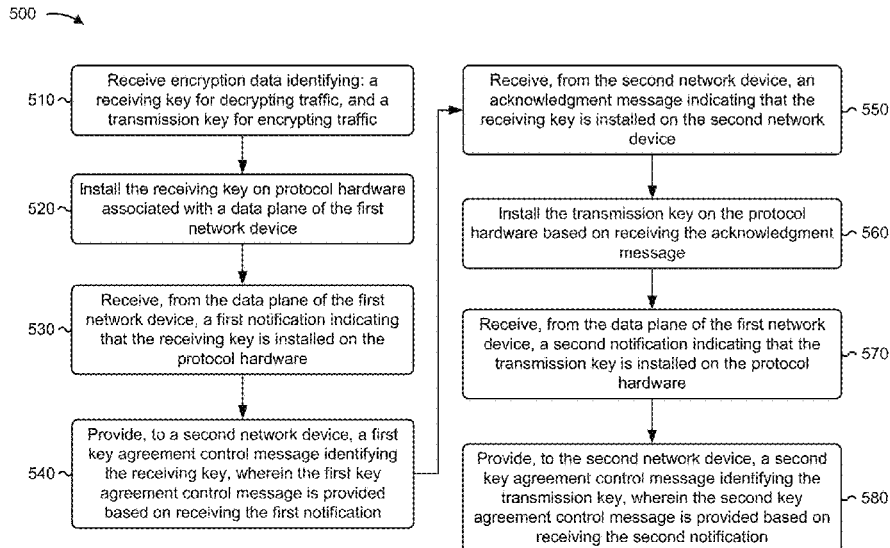 500
510
Receive encryption data identifying: a
receiving key for decrypting traffic, and a
transmission key for encrypting traffic
520
Install the receiving key on protocol hardware
associated with a data plane of the first
network device
530
Receive, from the data plane of the first
network device, a first notification indicating
that the receiving key is installed on the
protocol hardware
540
Provide, to a second network device, a first
key agreement control message identifying
the receiving key, wherein the first key
agreement control message is provided
based on receiving the first notification
Receive, from the second network device, an
acknowledgment message indicating that the
receiving key is installed on the second network
device
550
Install the transmission key on the protocol
hardware based on receiving the acknowledgment
message
560
Receive, from the data plane of the first network
device, a second notification indicating that the
transmission key is installed on the protocol
hardware
570
Provide, to the second network device, a second
key agreement control message identifying the
transmission key, wherein the second key
agreement control message is provided based on
receiving the second notification
580